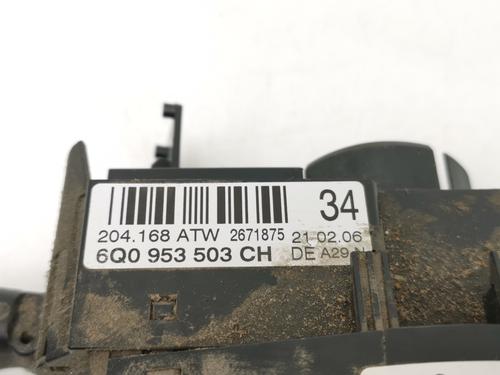 34
204.168 ATW 2671875 21.02.06
6Q0 953 503 CH DE A29 N